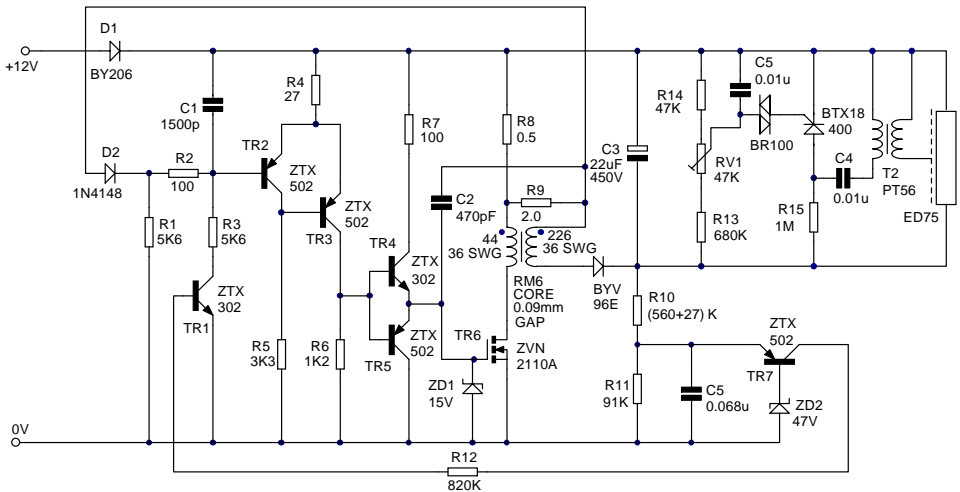 D1
+12V
BY206
C1
1500p
R4
27
D2
1N4148
R2
100
TR2
ZTX
502
R1
5K6
R3
5K6
TR1
ZTX
302
R5
3K3
ZTX
502
TR3
R6
1K2
R7
100
TR4
ZTX
302
ZTX
502
TR5
C2
470pF
R8
0.5
R9
2.0
44
36 SWG
226
36 SWG
RM6
CORE
0.09mm
GAP
TR6
ZVN
2110A
ZD1
15V
C3
22uF
450V
BYV
96E
R10
(560+27) K
R11
91K
C5
0.068u
ZTX
502
TR7
ZD2
47V
R14
47K
RV1
47K
R13
680K
C5
0.01u
BR100
BTX18
400
C4
0.01u
R15
1M
T2
PT56
ED75
0V
R12
820K